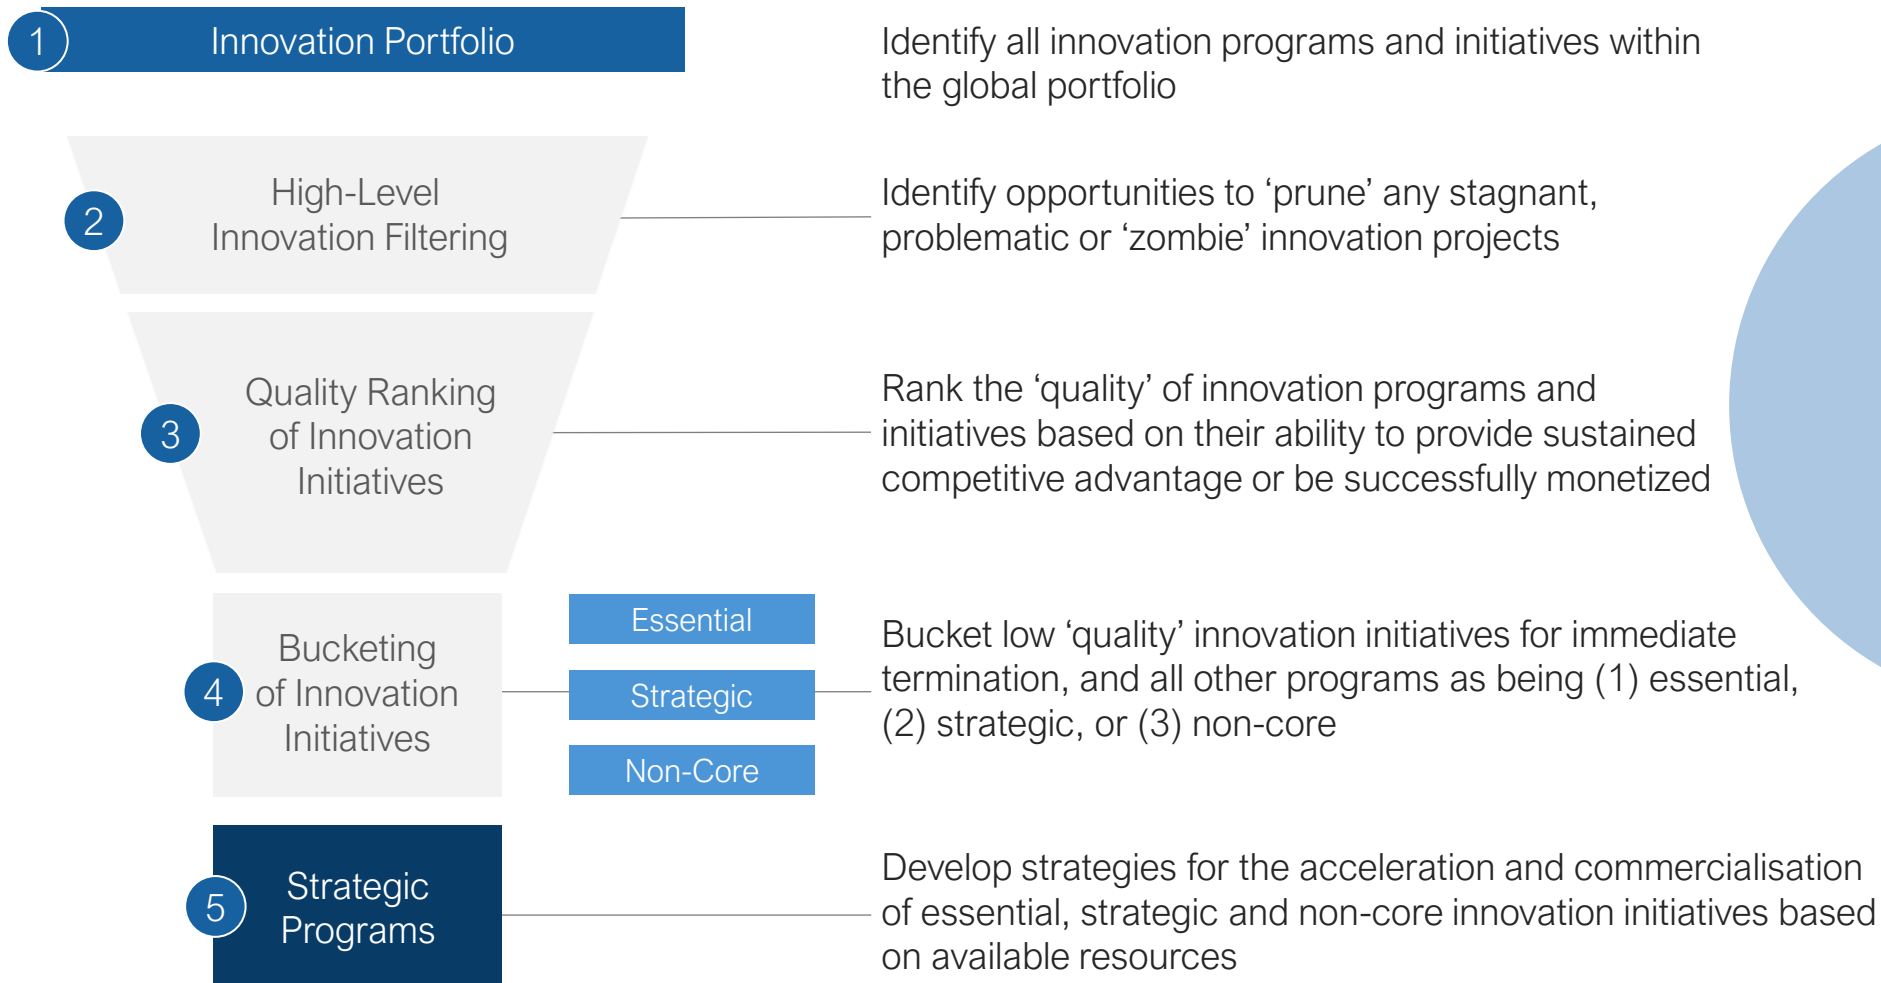 1
Innovation Portfolio
Identify all innovation programs and initiatives within
the global portfolio
2
High-Level
Innovation Filtering
Identify opportunities to ‘prune’ any stagnant,
problematic or ‘zombie’ innovation projects
3
Quality Ranking
of Innovation
Initiatives
Rank the ‘quality’ of innovation programs and
initiatives based on their ability to provide sustained
competitive advantage or be successfully monetized
4
Bucketing
of Innovation
Initiatives
Essential
Strategic
Non-Core
Bucket low ‘quality’ innovation initiatives for immediate
termination, and all other programs as being (1) essential,
(2) strategic, or (3) non-core
5
Strategic
Programs
Develop strategies for the acceleration and commercialisation
of essential, strategic and non-core innovation initiatives based
on available resources